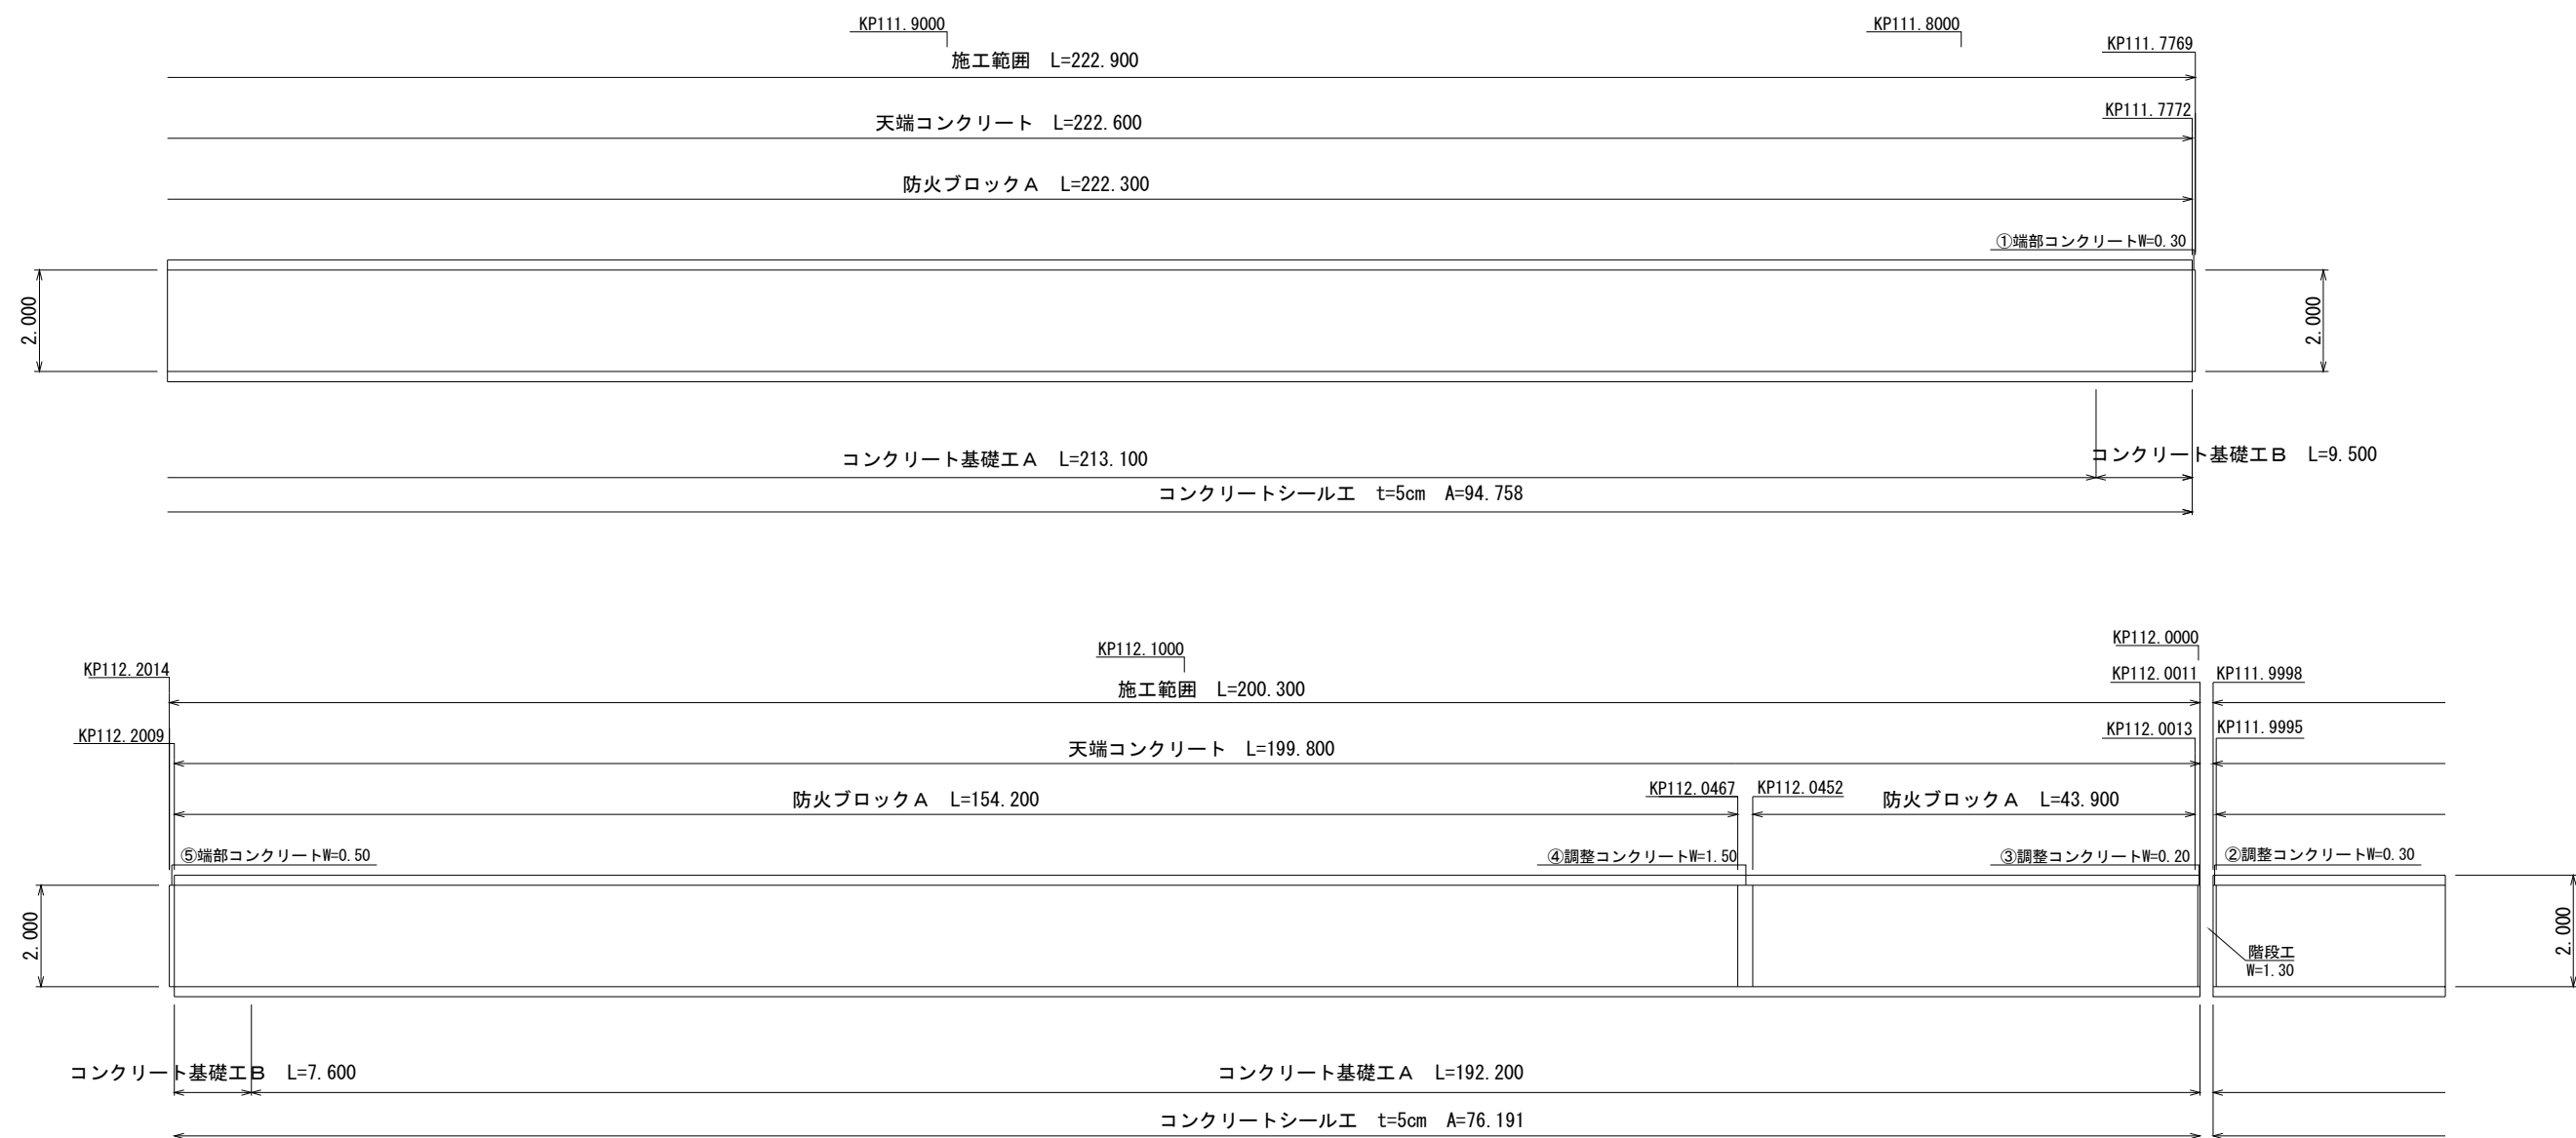 KP111.9000
KP111.8000
KP111.7769
施工範囲 L=222.900
KP111.7772
天端コンクリート L=222.600
防火ブロックA L=222.300
①端部コンクリートW=0.30
2.000
2.000
コンクリート基礎工A L=213.100
コンクリート基礎工B L=9.500
コンクリートシール工 t=5cm A=94.758
KP112.1000
KP112.0000
KP112.2014
KP112.0011
KP111.9998
施工範囲 L=200.300
KP112.2009
KP112.0013
KP111.9995
天端コンクリート L=199.800
KP112.0467
KP112.0452
防火ブロックA L=154.200
防火ブロックA L=43.900
⑤端部コンクリートW=0.50
④調整コンクリートW=1.50
③調整コンクリートW=0.20
②調整コンクリートW=0.30
2.000
2.000
階段工
W=1.30
コンクリート基礎工B L=7.600
コンクリート基礎工A L=192.200
コンクリートシール工 t=5cm A=76.191